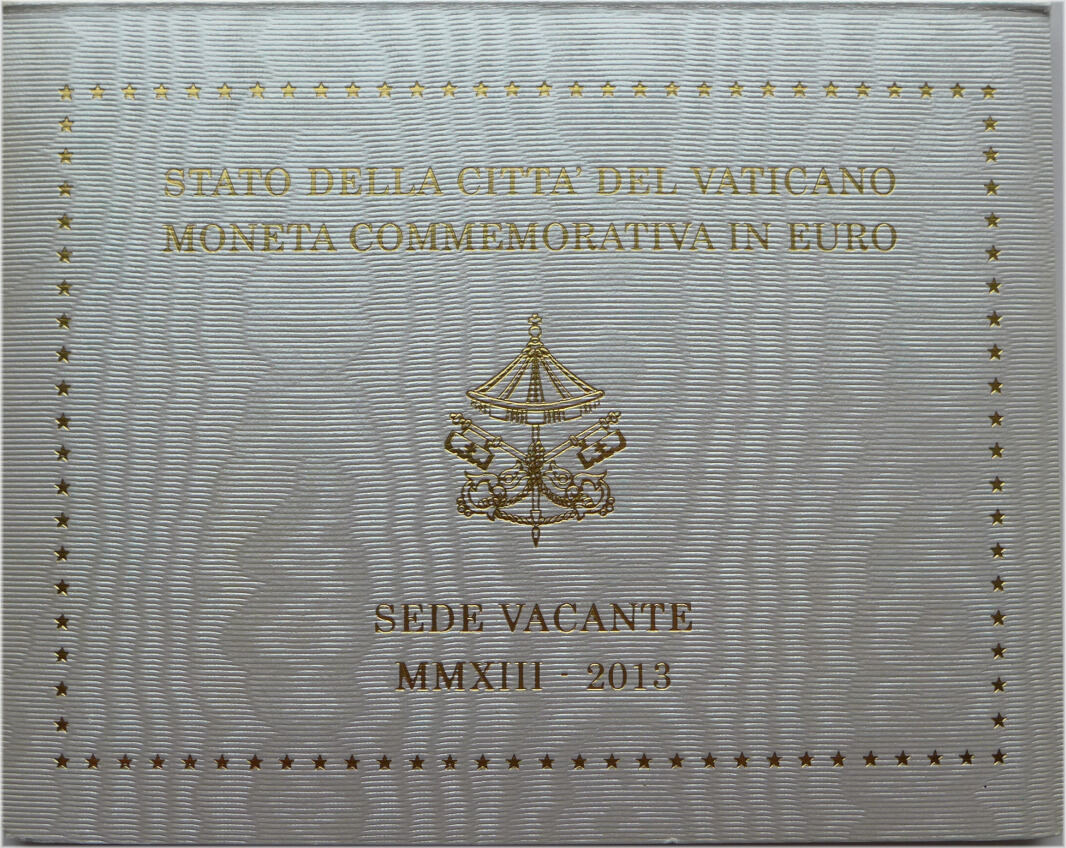 STATO DELLA CITTA' DEL VATICANO
MONETA COMMEMORATIVA IN EURO
SEDE VACANTE
MMXIII - 2013